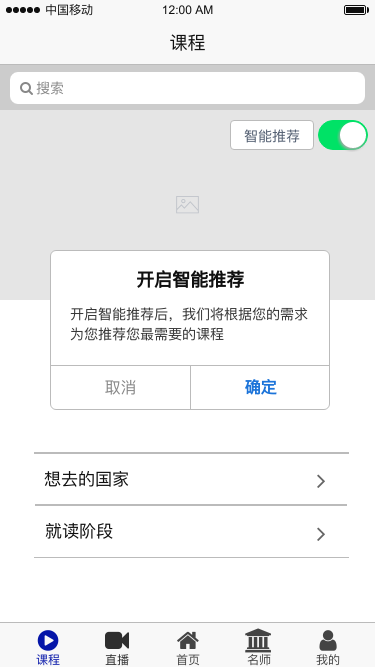 中国移动 12:00 AM
课程
搜索
智能推荐
开启智能推荐
开启智能推荐后，我们将根据您的需求
为您推荐您最需要的课程
取消 确定
想去的国家
就读阶段
课程 直播 首页 名师 我的